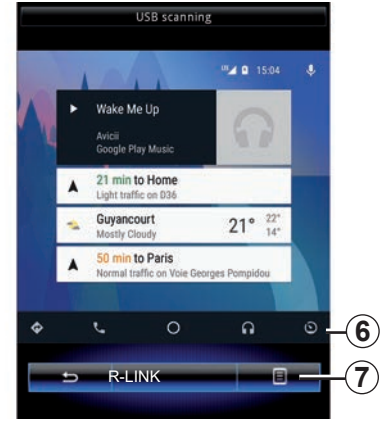 USB scanning
LTE 15:04
Wake Me Up
Avicii
Google Play Music
21 min to Home
Light traffic on D36
Guyancourt
Mostly Cloudy
21° 22° 14°
50 min to Paris
Normal traffic on Voie Georges Pompidou
6
R-LINK
7